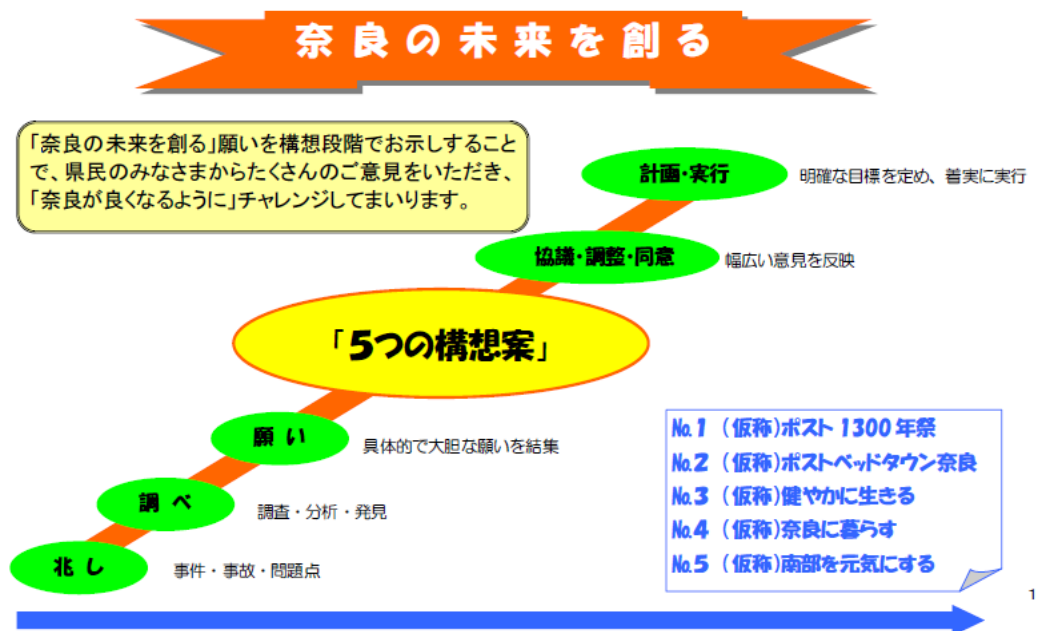 奈良の未来を創る
「奈良の未来を創る」願いを構想段階でお示しすること
で、県民のみなさまからたくさんのご意見をいただき、
「奈良が良くなるように」チャレンジしてまいります。
計画・実行
明確な目標を定め、着実に実行
協議・調整・同意
幅広い意見を反映
「5つの構想案」
願い
具体的で大胆な願いを結集
調べ
調査・分析・発見
兆し
事件・事故・問題点
No.1 (仮称)ポスト1300年祭
No.2 (仮称)ポストベッドタウン奈良
No.3 (仮称)健やかに生きる
No.4 (仮称)奈良に暮らす
No.5 (仮称)南部を元気にする
1